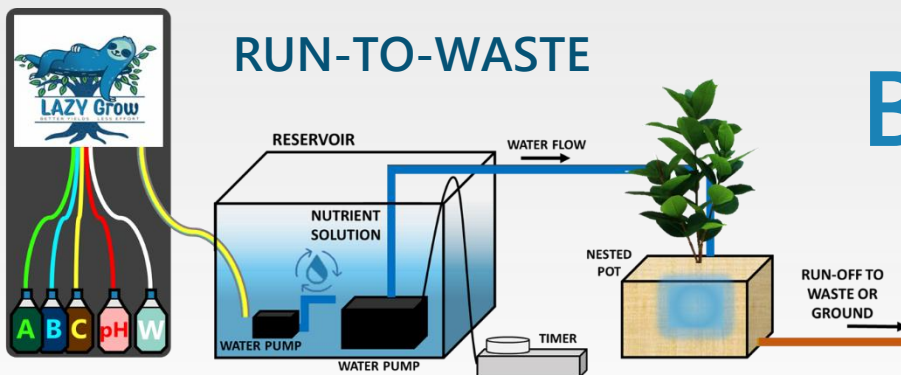 RUN-TO-WASTE
B
LAZY Grow
BETTER YIELDS LESS EFFORT
RESERVOIR
WATER FLOW
NUTRIENT
SOLUTION
NESTED
POT
RUN-OFF TO
WASTE OR
GROUND
A B C pH W
WATER PUMP
WATER PUMP
TIMER